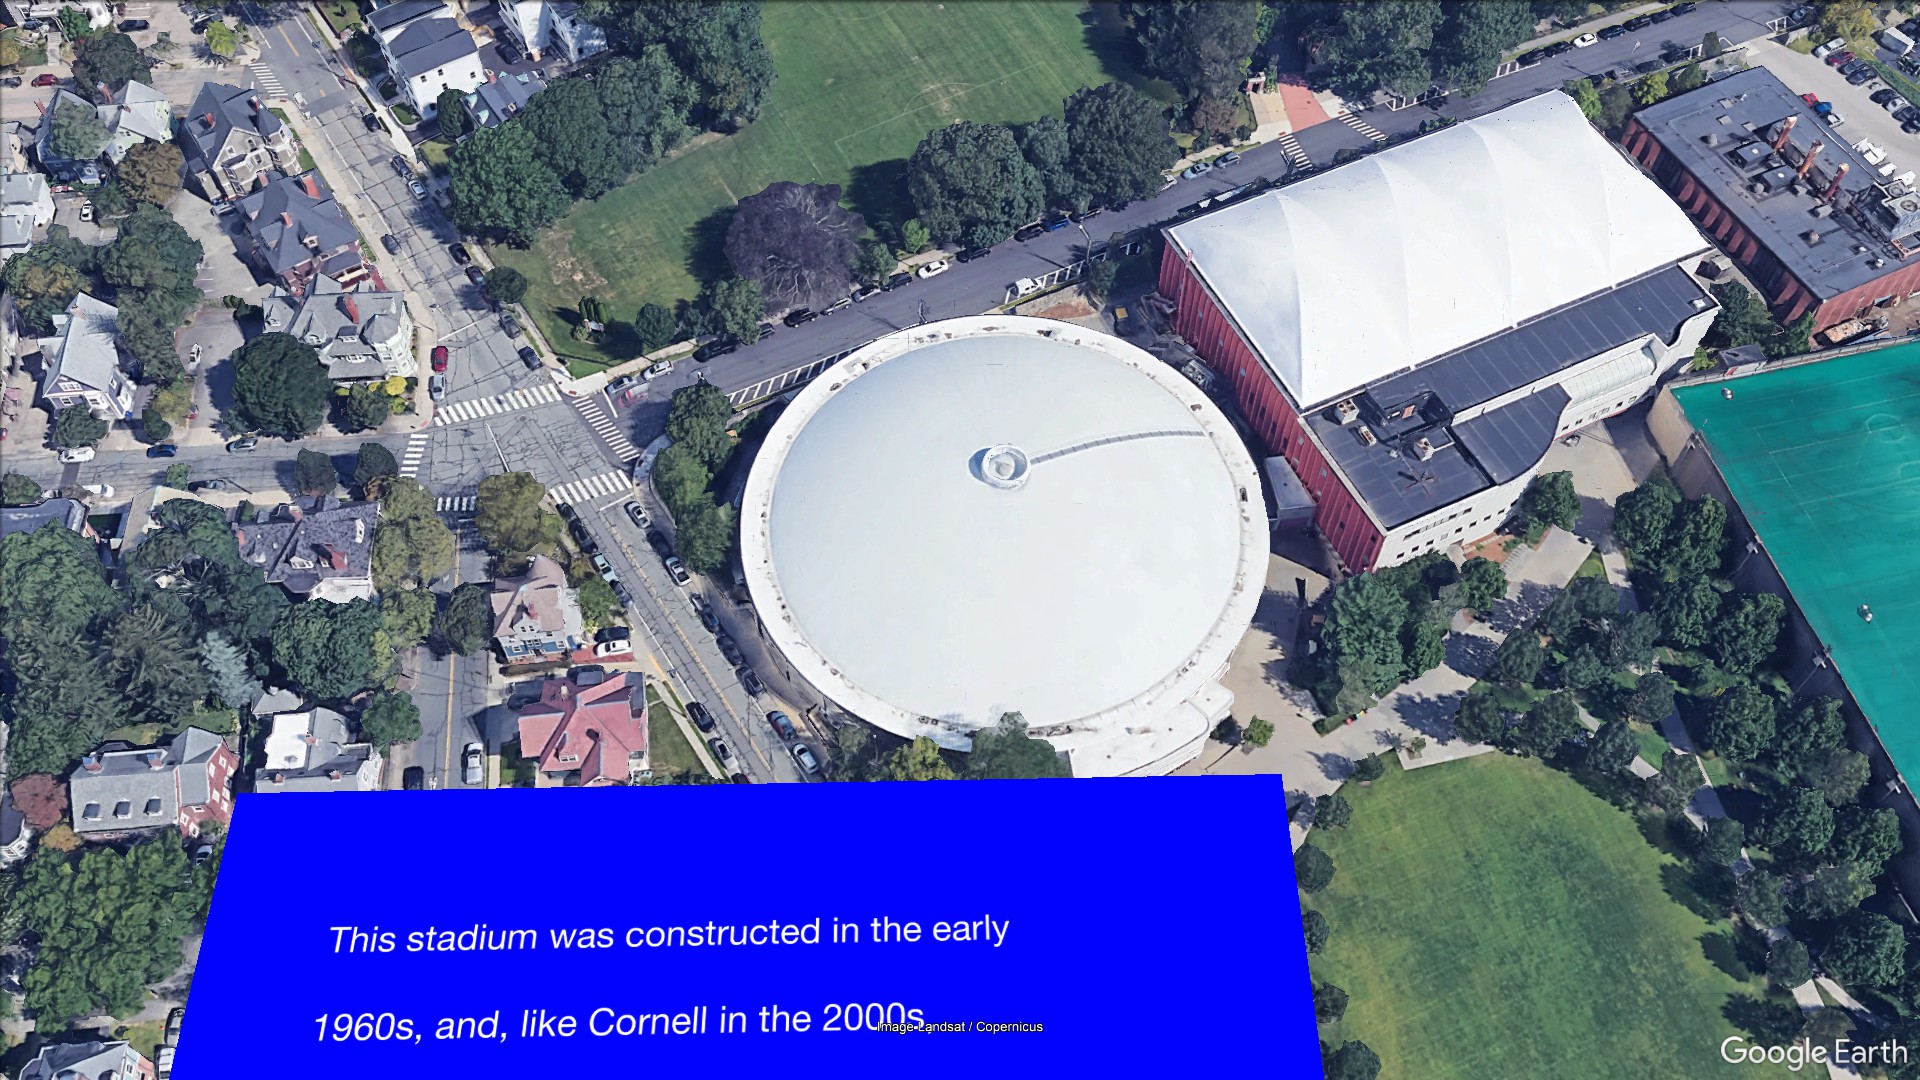 This stadium was constructed in the early
1960s, and, like Cornell in the 2000s,
Image Landsat / Copernicus
Google Earth